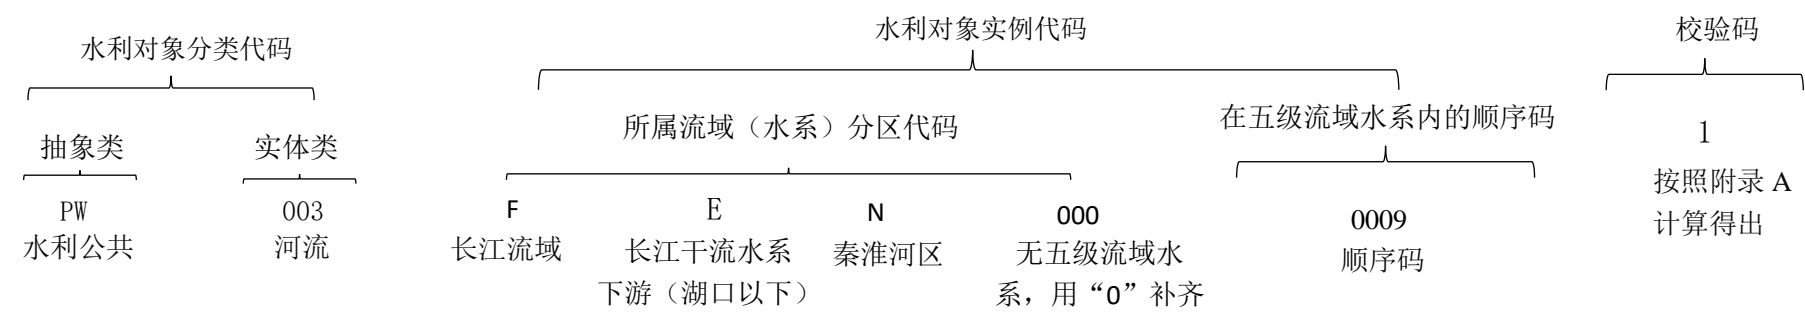 水利对象分类代码
水利对象实例代码
校验码
抽象类
实体类
所属流域（水系）分区代码
在五级流域水系内的顺序码
1
按照附录 A
计算得出
PW
水利公共
003
河流
F
长江流域
E
长江干流水系
下游（湖口以下）
N
秦淮河区
000
无五级流域水
系，用“0”补齐
0009
顺序码